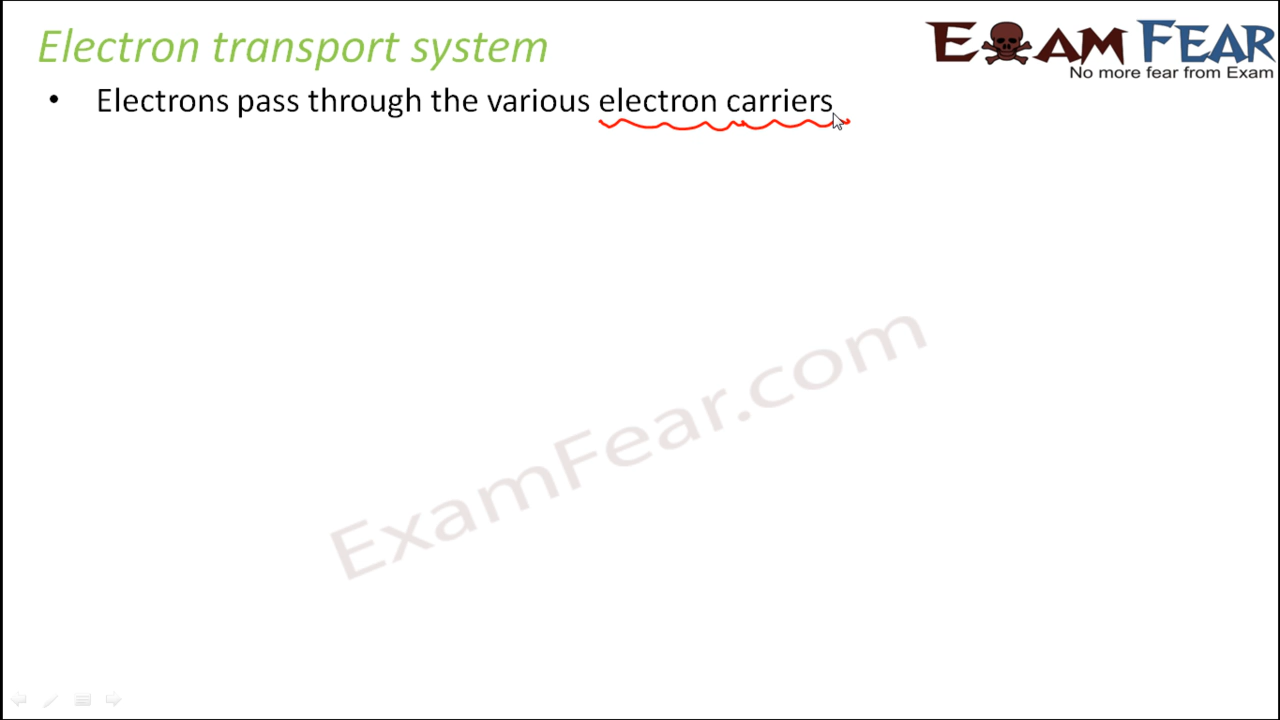 Electron transport system
EXAM FEAR
No more fear from Exam
• Electrons pass through the various electron carriers
ExamFear.com